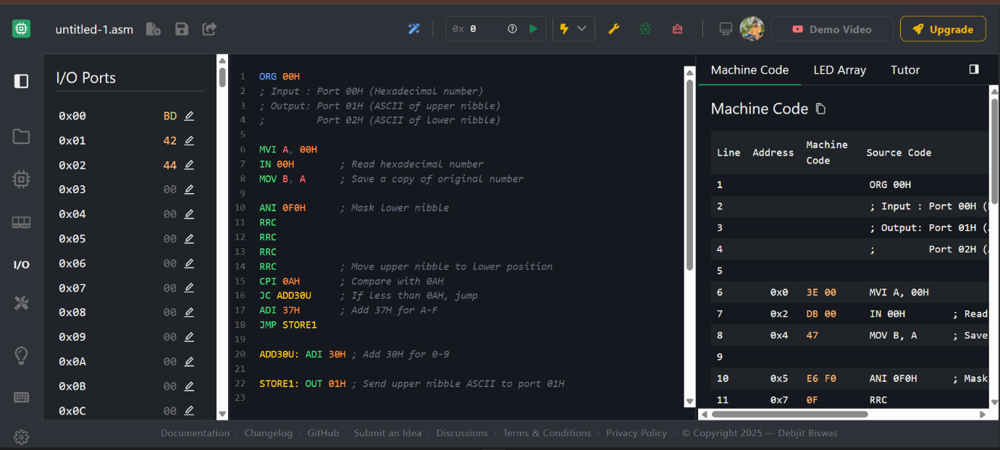 untitled-1.asm
0x 0
Demo Video
Upgrade
I/O Ports
0x00 BD
0x01 42
0x02 44
0x03 00
0x04 00
0x05 00
0x06 00
0x07 00
0x08 00
0x09 00
0x0A 00
0x0B 00
0x0C 00
I/O
1 ORG 00H
2 ; Input : Port 00H (Hexadecimal number)
3 ; Output: Port 01H (ASCII of upper nibble)
4 ;         Port 02H (ASCII of lower nibble)
5
6 MVI A, 00H
7 IN 00H        ; Read hexadecimal number
8 MOV B, A      ; Save a copy of original number
9
10 ANI 0F0H      ; Mask lower nibble
11 RRC
12 RRC
13 RRC
14 RRC           ; Move upper nibble to lower position
15 CPI 0AH       ; Compare with 0AH
16 JC ADD30U     ; If less than 0AH, jump
17 ADI 37H       ; Add 37H for A-F
18 JMP STORE1
19
20 ADD30U: ADI 30H ; Add 30H for 0-9
21
22 STORE1: OUT 01H ; Send upper nibble ASCII to port 01H
23
Machine Code LED Array Tutor
Machine Code
Line Address Machine Code Source Code
1 ORG 00H
2 ; Input : Port 00H (
3 ; Output: Port 01H (
4 ;         Port 02H (
5
6 0x0 3E 00 MVI A, 00H
7 0x2 DB 00 IN 00H        ; Read
8 0x4 47 MOV B, A      ; Save
9
10 0x5 E6 F0 ANI 0F0H      ; Mask
11 0x7 0F RRC
Documentation · Changelog · GitHub · Submit an Idea · Discussions · Terms & Conditions · Privacy Policy · © Copyright 2025 — Debjit Biswas